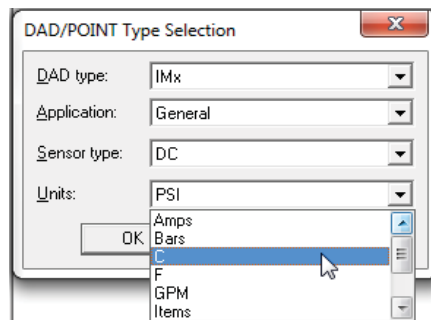 DAD/POINT Type Selection
DAD type: IMx
Application: General
Sensor type: DC
Units: PSI
Amps
OK Bars
C
F
GPM
Items